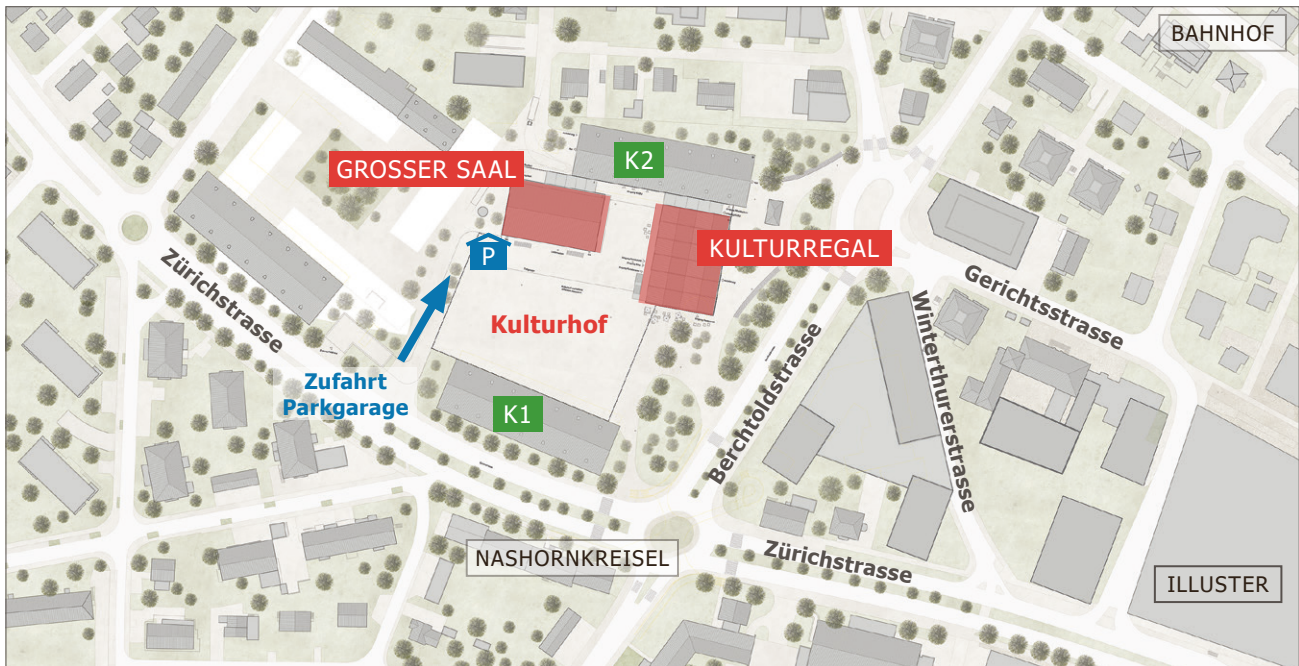 BAHNHOF
K2
GROSSER SAAL
KULTURREGAL
P
Zürichstrasse
Gerichtsstrasse
Kulturhof
Winterthurerstrasse
Zufahrt
Parkgarage
K1
Berchtoldstrasse
NASHORNKREISEL
Zürichstrasse
ILLUSTER